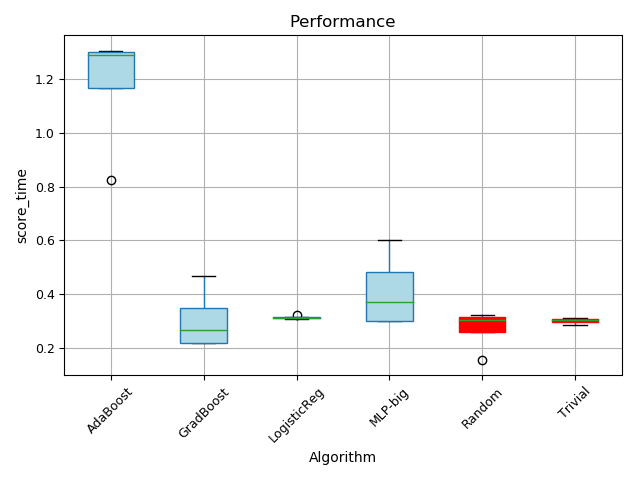 Performance
score_time
1.2
1.0
0.8
0.6
0.4
0.2
AdaBoost
GradBoost
LogisticReg
MLP-big
Random
Trivial
Algorithm